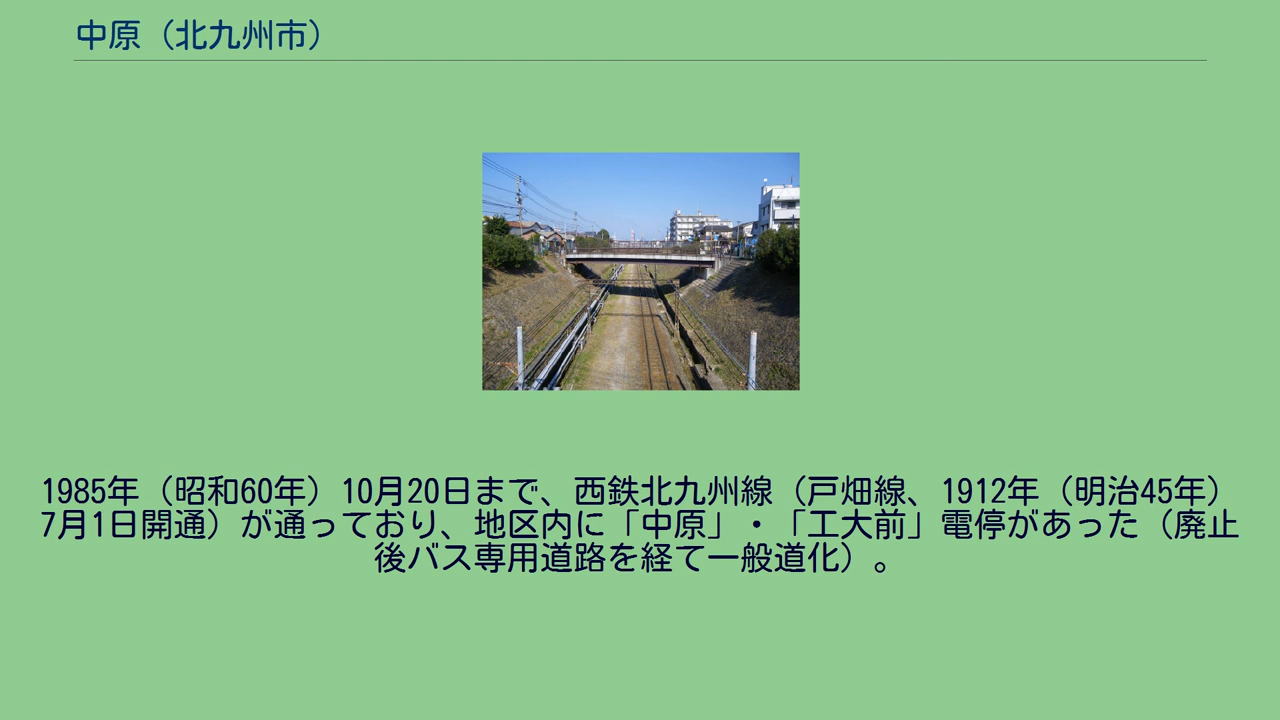 中原（北九州市）
1985年（昭和60年）10月20日まで、西鉄北九州線（戸畑線、1912年（明治45年）
7月1日開通）が通っており、地区内に「中原」・「工大前」電停があった（廃止
後バス専用道路を経て一般道化）。